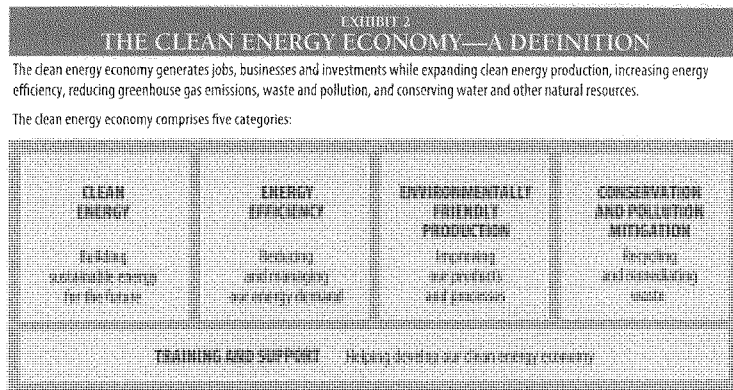 EXHIBIT 2
THE CLEAN ENERGY ECONOMY—A DEFINITION
The clean energy economy generates jobs, businesses and investments while expanding clean energy production, increasing energy
efficiency, reducing greenhouse gas emissions, waste and pollution, and conserving water and other natural resources.
The clean energy economy comprises five categories:
CLEAN
ENERGY
Building
sustainable energy
for the future
ENERGY
EFFICIENCY
Reducing
and managing
our energy demand
ENVIRONMENTALLY
FRIENDLY
PRODUCTION
Improving
our products
and processes
CONSERVATION
AND POLLUTION
MITIGATION
Recycling
and remediating
waste
TRAINING AND SUPPORT Helping develop our clean energy economy